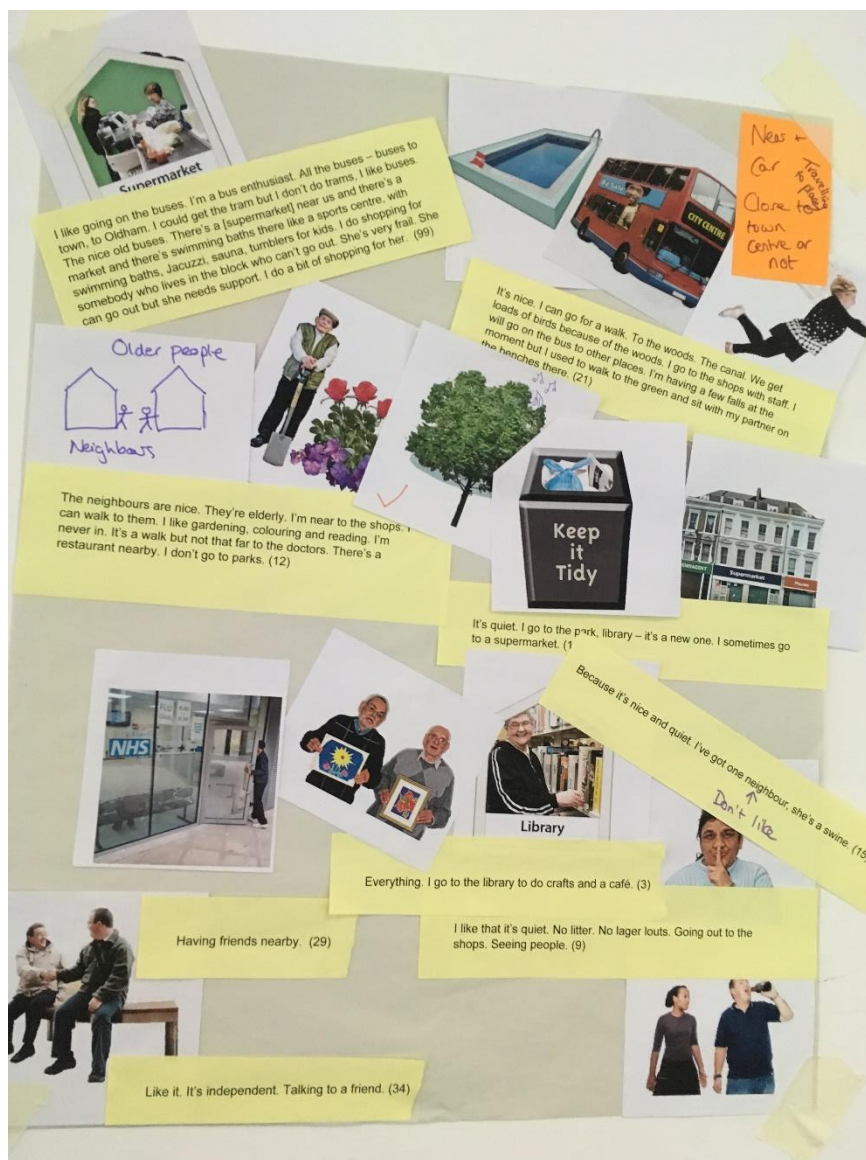 Supermarket
I like going on the buses. I'm a bus enthusiast. All the buses – buses to
town, to Oldham. I could get the tram but I don't do trams. I like buses.
The nice old buses. There's a [supermarket] near us and there's a
market and there's swimming baths there like a sports centre, with
swimming baths, Jacuzzi, sauna, tumblers for kids. I do shopping for
somebody who lives in the block who can't go out. She's very frail. She
can go out but she needs support. I do a bit of shopping for her. (99)
CITY CENTRE
Near +
Car
Travelling
to places
Close to
town
centre or
not
It's nice. I can go for a walk. To the woods. The canal. We get
loads of birds because of the woods. I go to the shops with staff. I
will go on the bus to other places. I'm having a few falls at the
moment but I used to walk to the green and sit with my partner on
the benches there. (21)
Older people
Neighbours
The neighbours are nice. They're elderly. I'm near to the shops. I
can walk to them. I like gardening, colouring and reading. I'm
never in. It's a walk but not that far to the doctors. There's a
restaurant nearby. I don't go to parks. (12)
Keep
it
Tidy
Supermarket
It's quiet. I go to the park, library – it's a new one. I sometimes go
to a supermarket. (1
Because it's nice and quiet. I've got one neighbour, she's a swine. (15)
Don't like
FLU
NHS
Library
Everything. I go to the library to do crafts and a café. (3)
Having friends nearby. (29)
I like that it's quiet. No litter. No lager louts. Going out to the
shops. Seeing people. (9)
Like it. It's independent. Talking to a friend. (34)